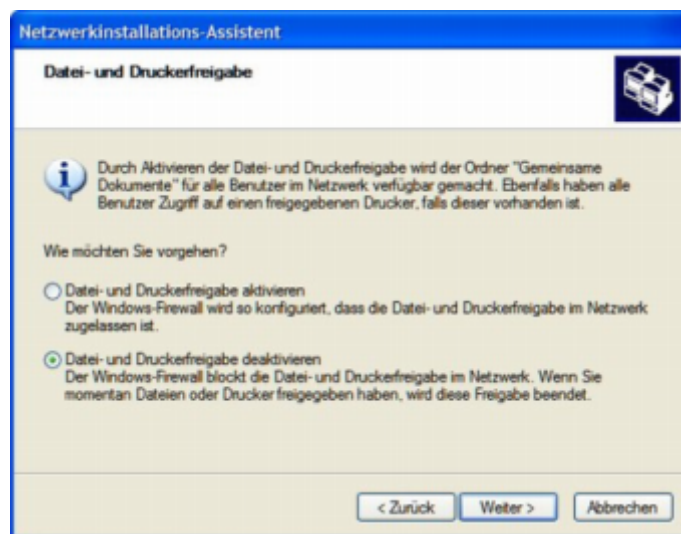 Netzwerkinstallations-Assistent
Datei- und Druckerfreigabe
Durch Aktivieren der Datei- und Druckerfreigabe wird der Ordner "Gemeinsame
Dokumente" für alle Benutzer im Netzwerk verfügbar gemacht. Ebenfalls haben alle
Benutzer Zugriff auf einen freigegebenen Drucker, falls dieser vorhanden ist.
Wie möchten Sie vorgehen?
Datei- und Druckerfreigabe aktivieren
Der Windows-Firewall wird so konfiguriert, dass die Datei- und Druckerfreigabe im Netzwerk
zugelassen ist.
Datei- und Druckerfreigabe deaktivieren
Der Windows-Firewall blockt die Datei- und Druckerfreigabe im Netzwerk. Wenn Sie
momentan Dateien oder Drucker freigegeben haben, wird diese Freigabe beendet.
< Zurück Weiter > Abbrechen